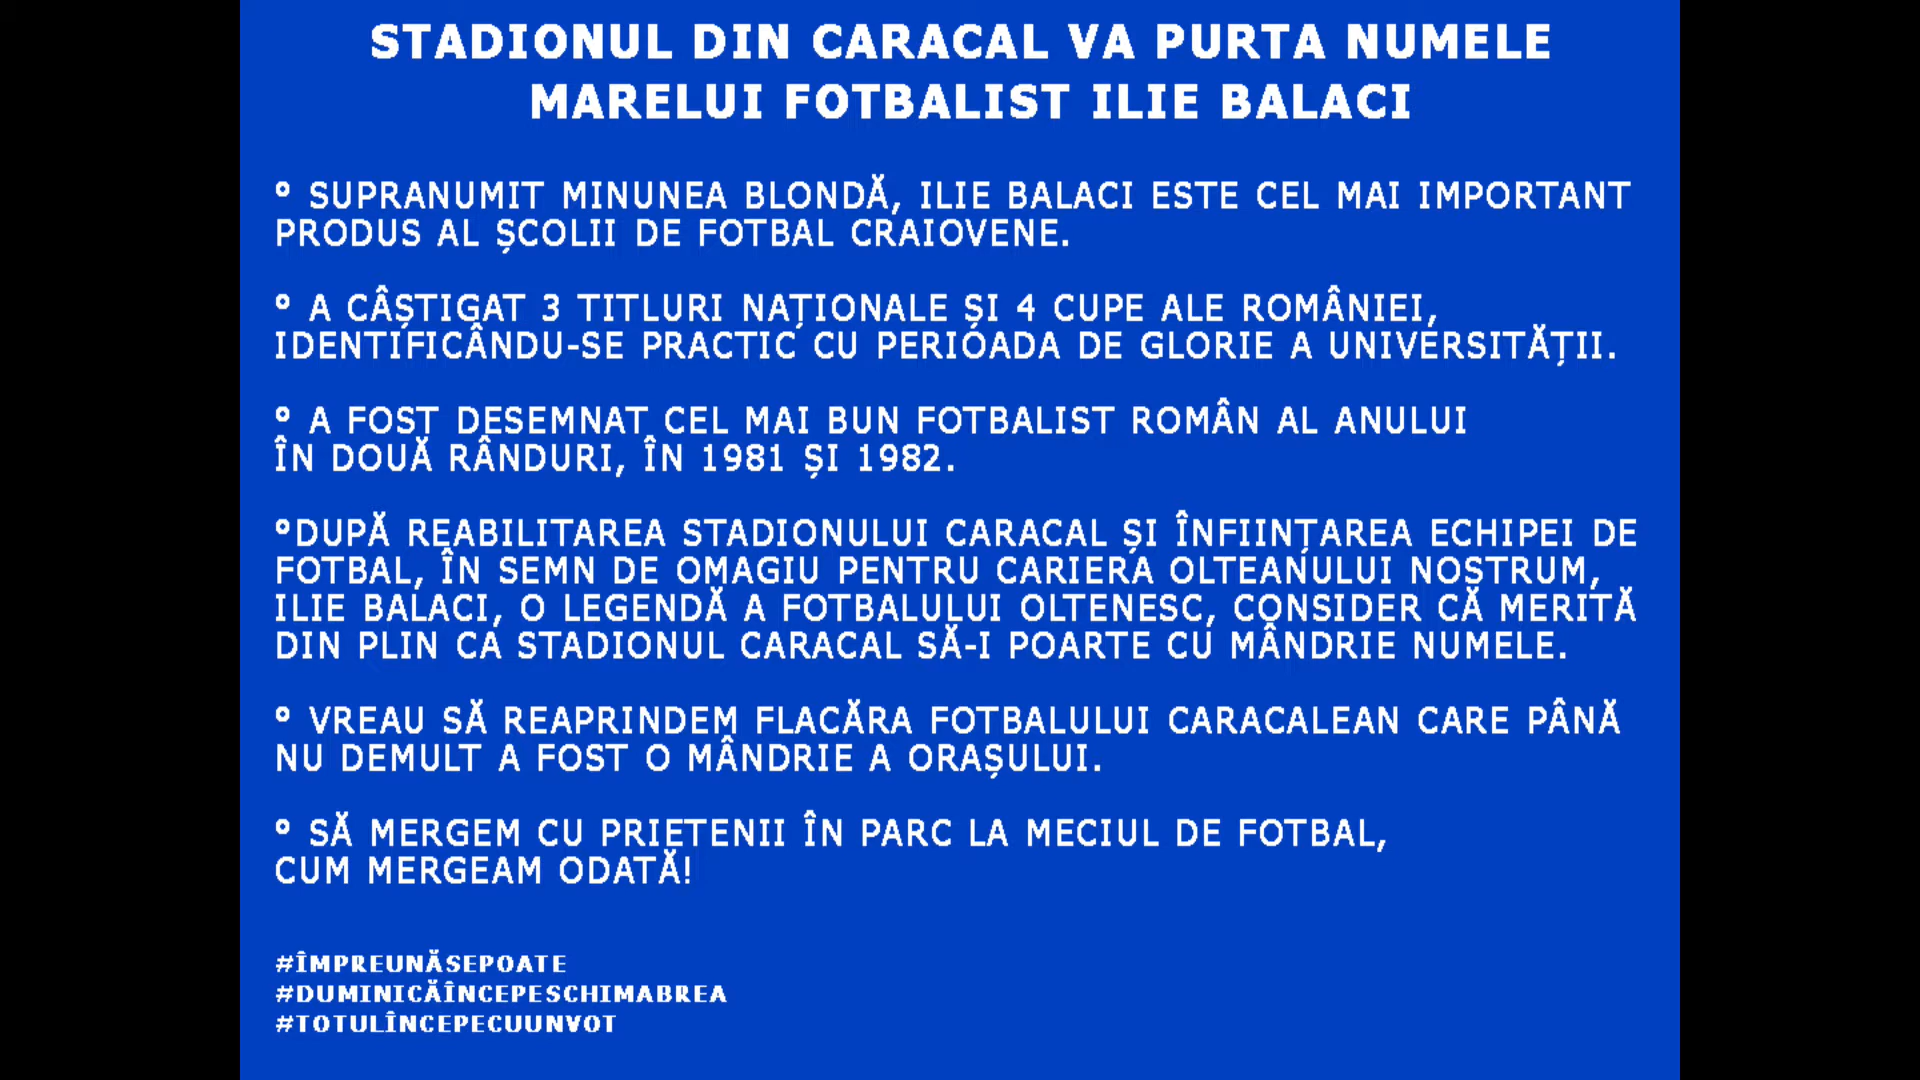 STADIONUL DIN CARACAL VA PURTA NUMELE
MARELUI FOTBALIST ILIE BALACI
º SUPRANUMIT MINUNEA BLONDĂ, ILIE BALACI ESTE CEL MAI IMPORTANT
PRODUS AL ȘCOLII DE FOTBAL CRAIOVENE.
º A CÂȘTIGAT 3 TITLURI NAȚIONALE ȘI 4 CUPE ALE ROMÂNIEI,
IDENTIFICÂNDU-SE PRACTIC CU PERIOADA DE GLORIE A UNIVERSITĂȚII.
º A FOST DESEMNAT CEL MAI BUN FOTBALIST ROMÂN AL ANULUI
ÎN DOUĂ RÂNDURI, ÎN 1981 ȘI 1982.
ºDUPĂ REABILITAREA STADIONULUI CARACAL ȘI ÎNFIINȚAREA ECHIPEI DE
FOTBAL, ÎN SEMN DE OMAGIU PENTRU CARIERA OLTEANULUI NOSTRUM,
ILIE BALACI, O LEGENDĂ A FOTBALULUI OLTENESC, CONSIDER CĂ MERITĂ
DIN PLIN CA STADIONUL CARACAL SĂ-I POARTE CU MÂNDRIE NUMELE.
º VREAU SĂ REAPRINDEM FLACĂRA FOTBALULUI CARACALEAN CARE PÂNĂ
NU DEMULT A FOST O MÂNDRIE A ORAȘULUI.
º SĂ MERGEM CU PRIETENII ÎN PARC LA MECIUL DE FOTBAL,
CUM MERGEAM ODATĂ!
#ÎMPREUNĂSEPOATE
#DUMINICĂÎNCEPESCHIMABREA
#TOTULÎNCEPECUUNVOT